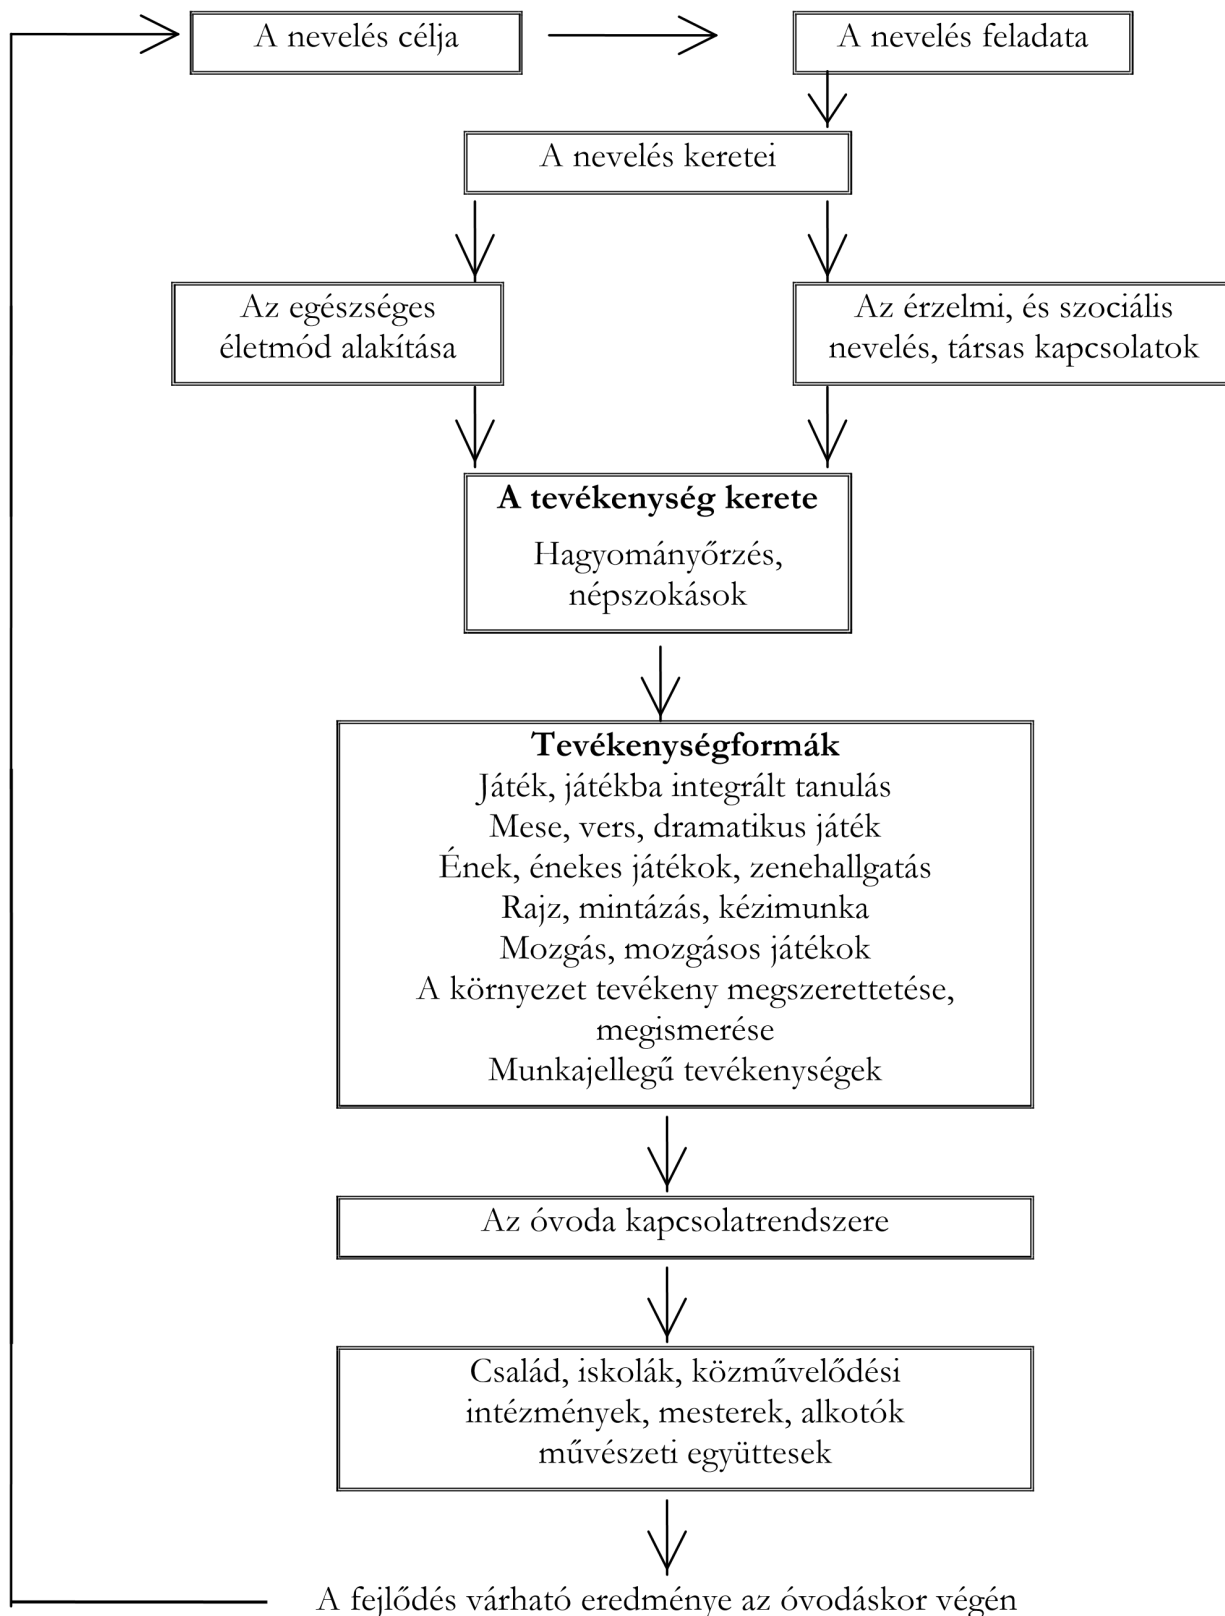 A nevelés célja
A nevelés feladata
A nevelés keretei
Az egészséges
életmód alakítása
Az érzelmi, és szociális
nevelés, társas kapcsolatok
A tevékenység kerete
Hagyományőrzés,
népszokások
Tevékenységformák
Játék, játékba integrált tanulás
Mese, vers, dramatikus játék
Ének, énekes játékok, zenehallgatás
Rajz, mintázás, kézimunka
Mozgás, mozgásos játékok
A környezet tevékeny megszerettetése,
megismerése
Munkajellegű tevékenységek
Az óvoda kapcsolatrendszere
Család, iskolák, közművelődési
intézmények, mesterek, alkotók
művészeti együttesek
A fejlődés várható eredménye az óvodáskor végén